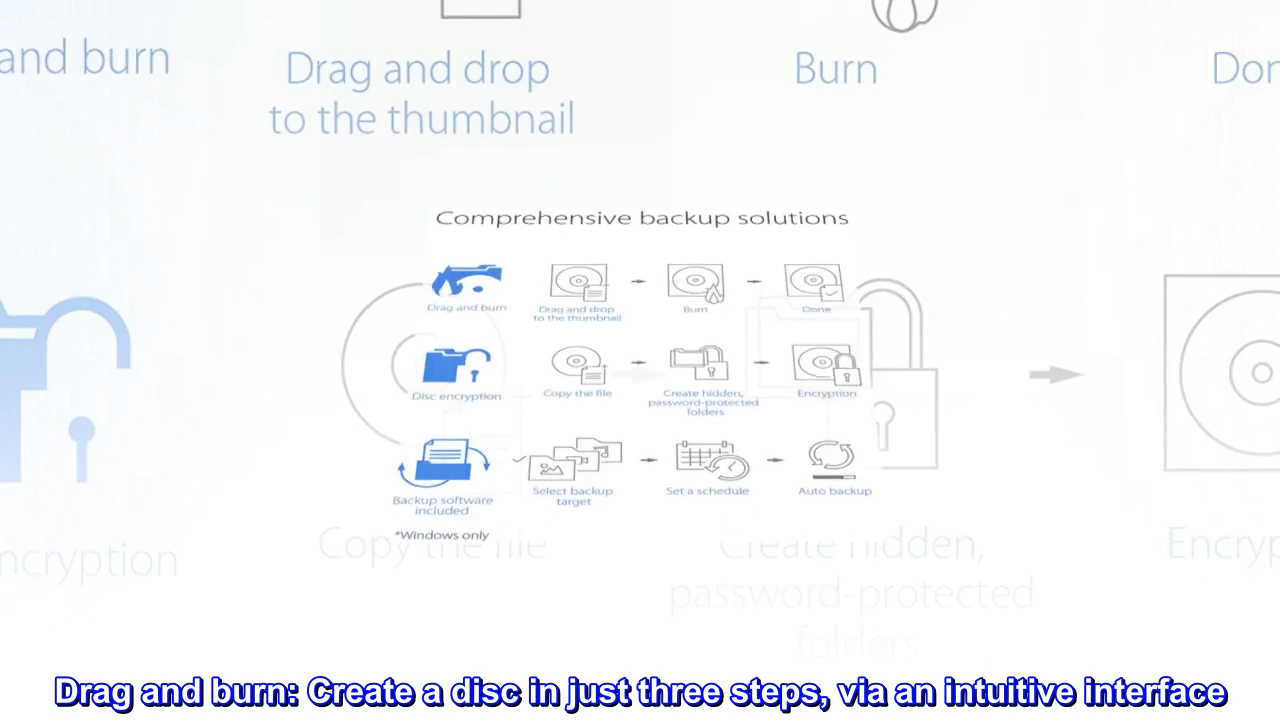 and burn
Drag and drop
to the thumbnail
Burn
Comprehensive backup solutions
Drag and burn
Drag and drop
to the thumbnail
Burn
Done
Disc encryption
Copy the file
Create hidden,
password-protected
folders
Encryption
Backup software
included
Select backup
target
Set a schedule
Auto backup
*Windows only
Copy the file
Create hidden,
password-protected
folders
Drag and burn: Create a disc in just three steps, via an intuitive interface